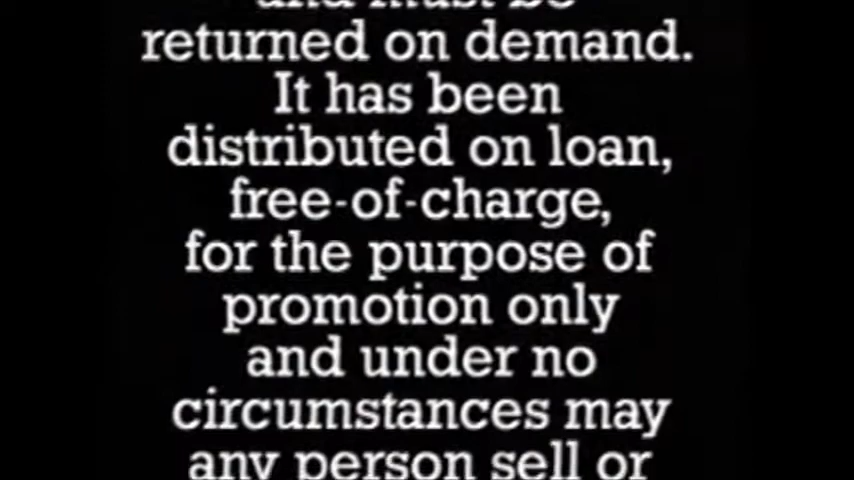 and must be
returned on demand.
It has been
distributed on loan,
free-of-charge,
for the purpose of
promotion only
and under no
circumstances may
any person sell or